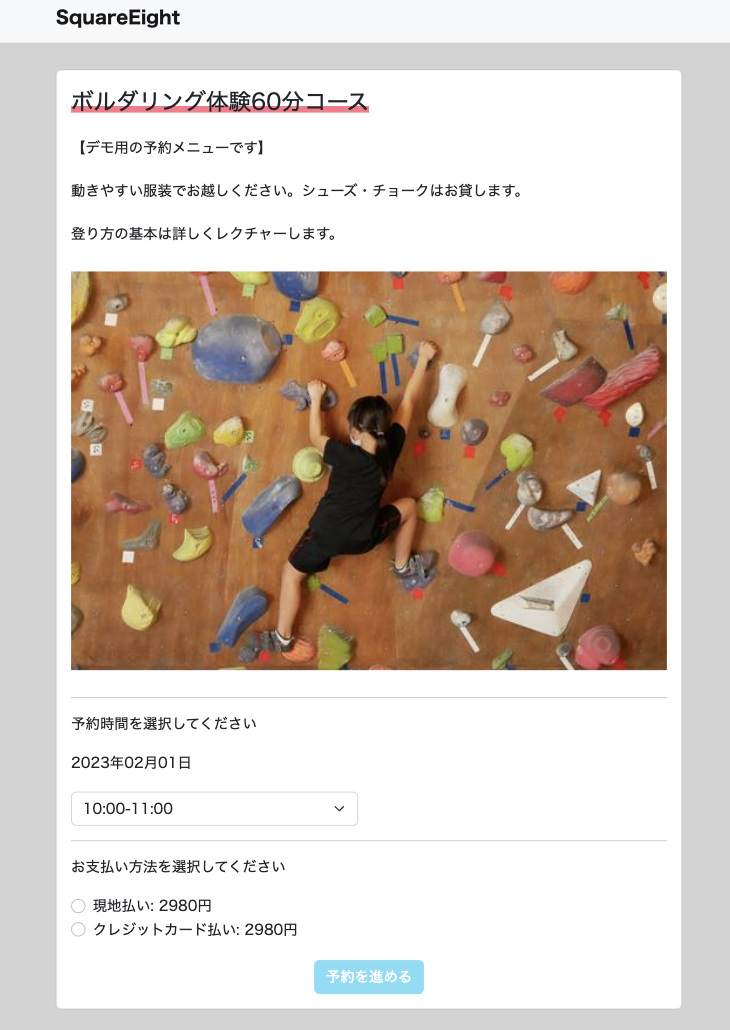 SquareEight
ボルダリング体験60分コース
【デモ用の予約メニューです】
動きやすい服装でお越しください。シューズ・チョークはお貸します。
登り方の基本は詳しくレクチャーします。
予約時間を選択してください
2023年02月01日
10:00-11:00
お支払い方法を選択してください
現地払い: 2980円
クレジットカード払い: 2980円
予約を進める